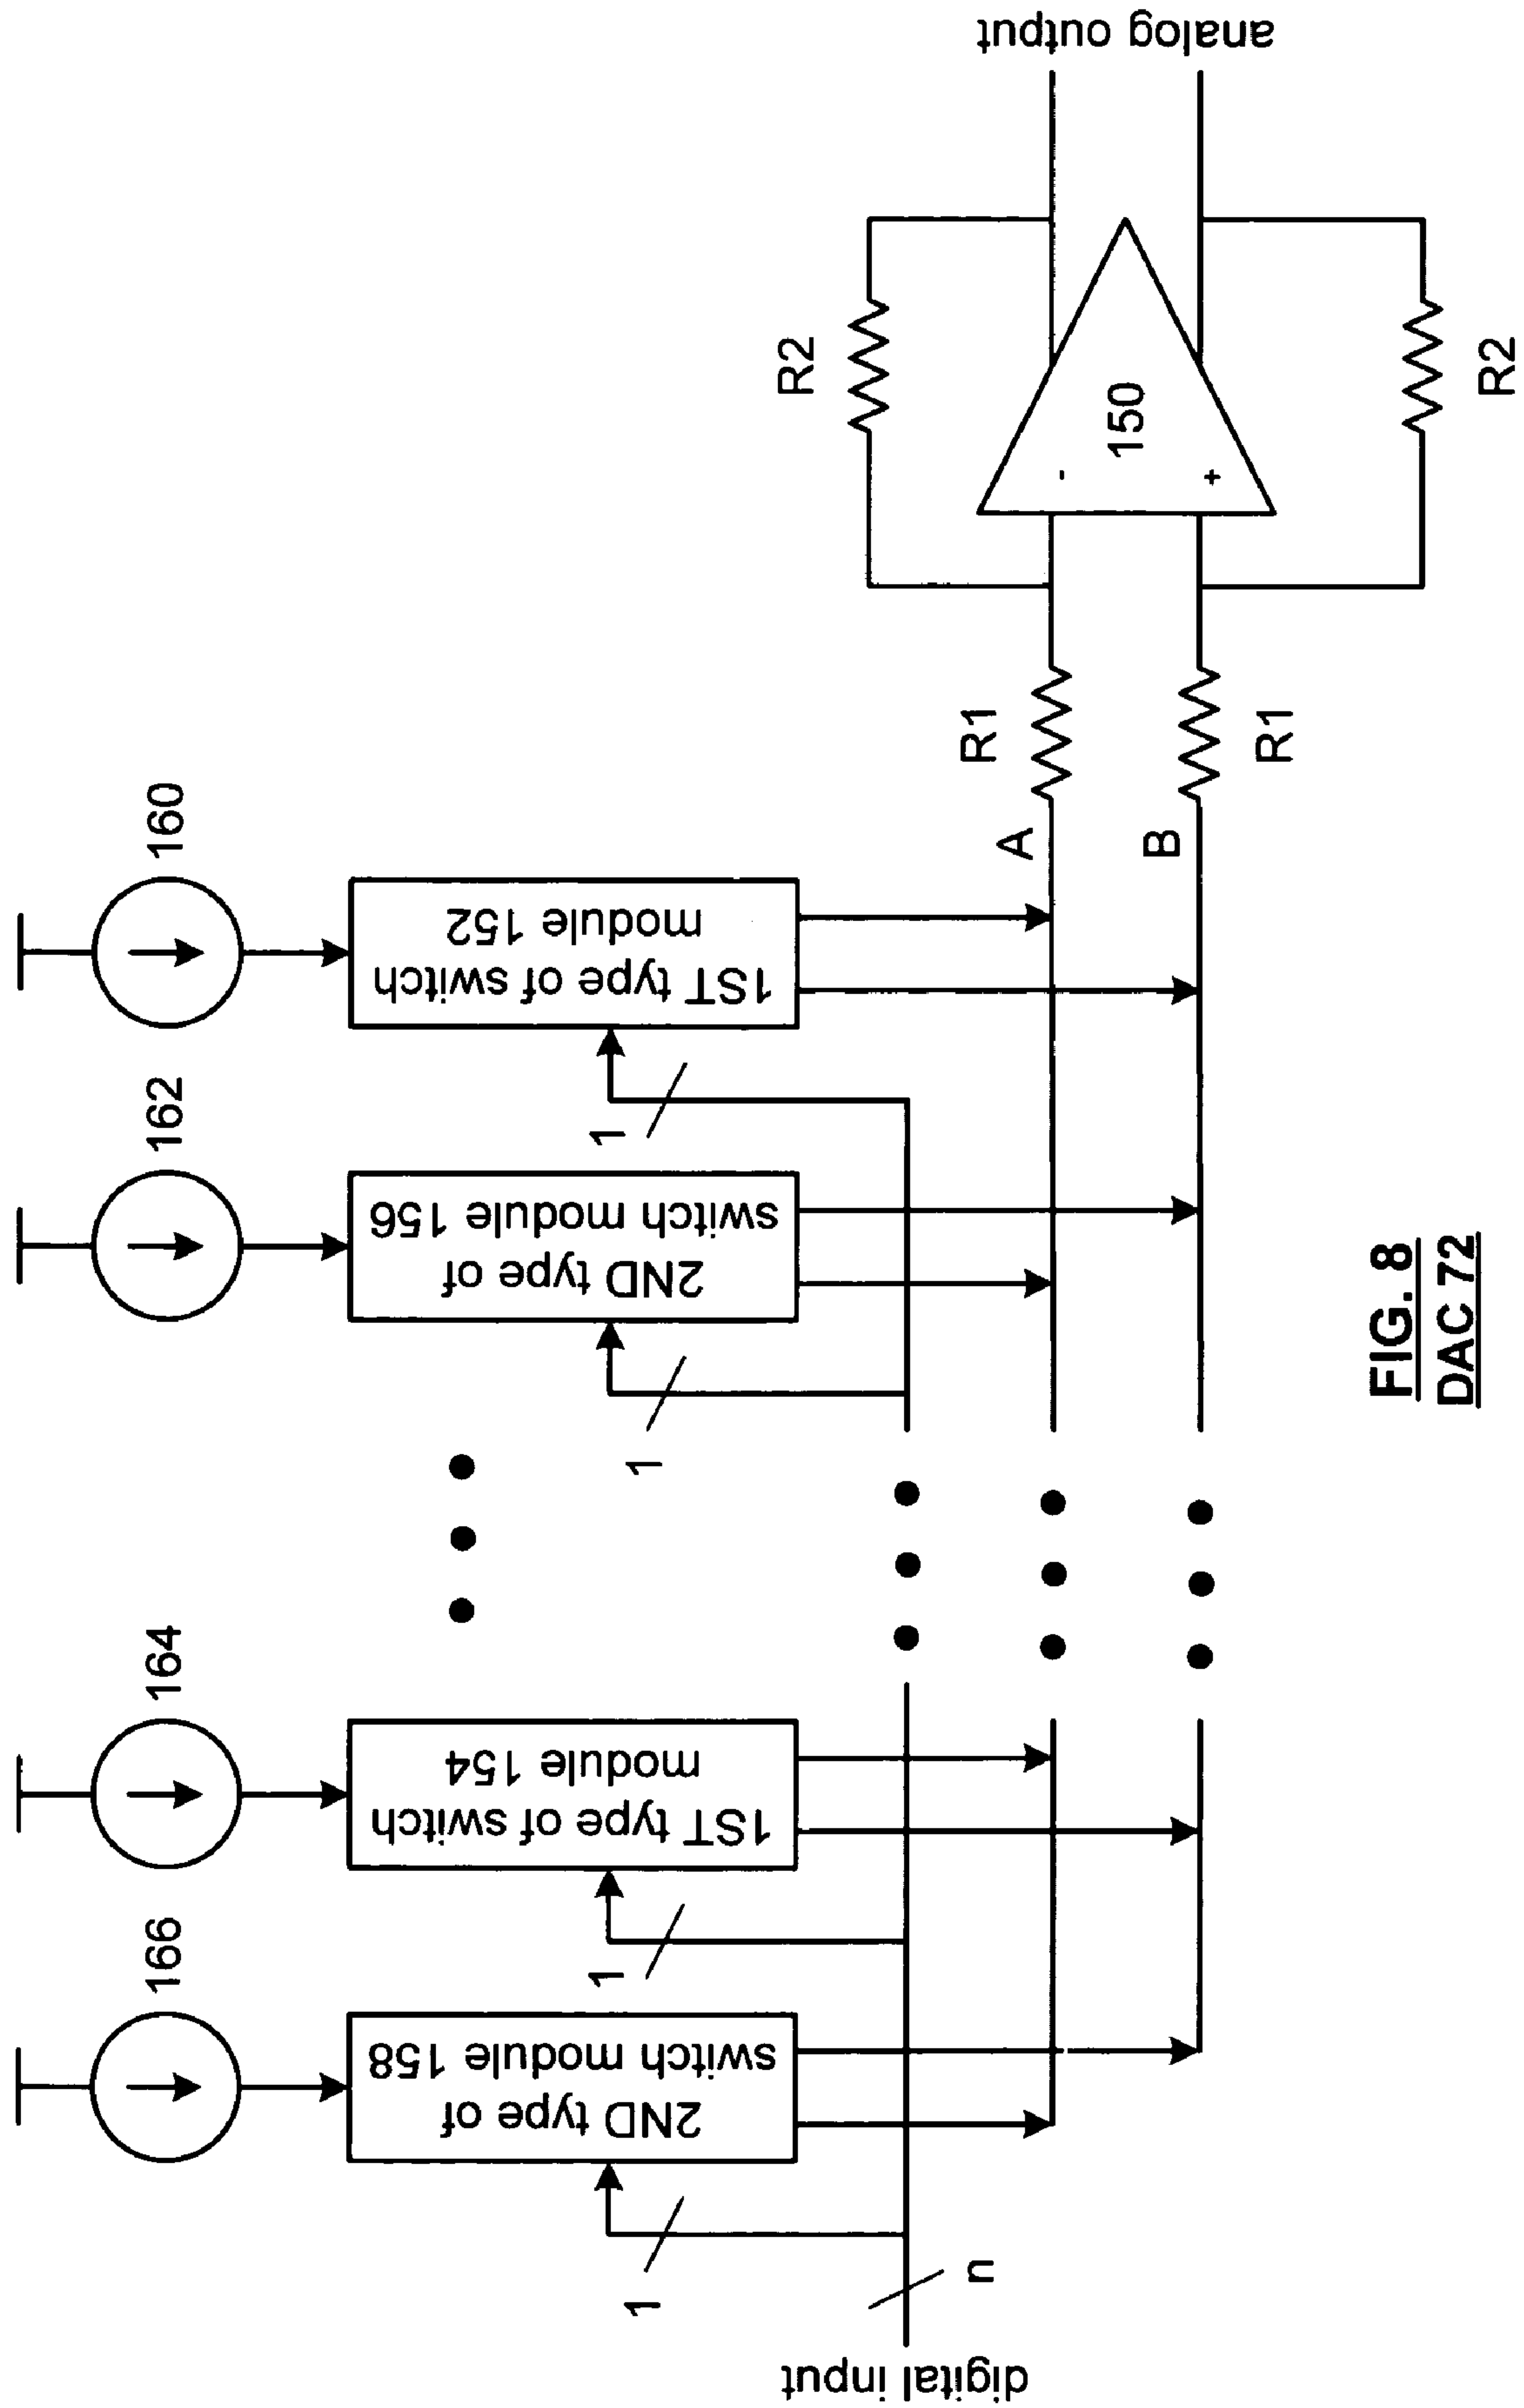 166
164
162
160
2ND type of
switch module 158
1ST type of switch
module 154
2ND type of
switch module 156
1ST type of switch
module 152
1
1
1
1
digital input
n
A
B
R1
R1
R2
R2
-
+
150
analog output
FIG. 8
DAC 72